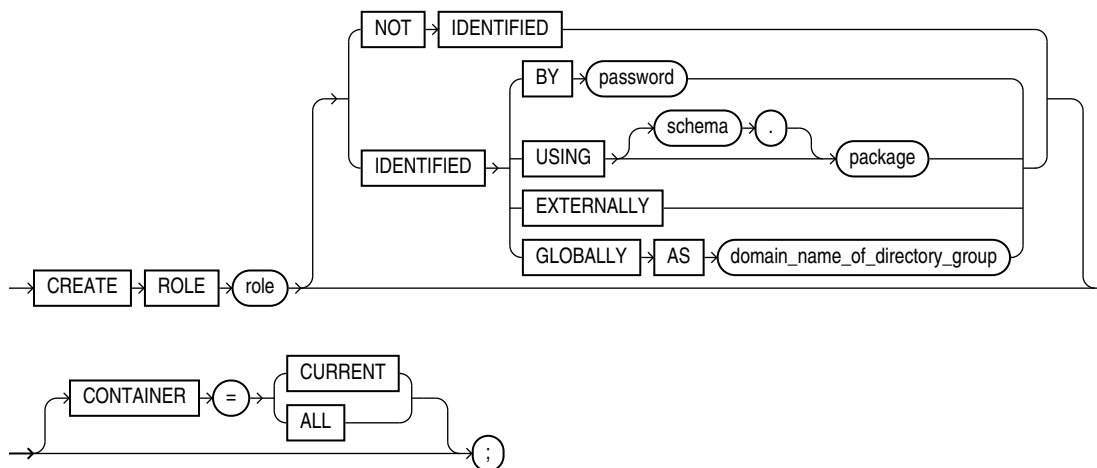 NOT IDENTIFIED
BY password
schema .
IDENTIFIED USING package
EXTERNALLY
GLOBALLY AS domain_name_of_directory_group
CREATE ROLE role
CURRENT
CONTAINER =
ALL
;